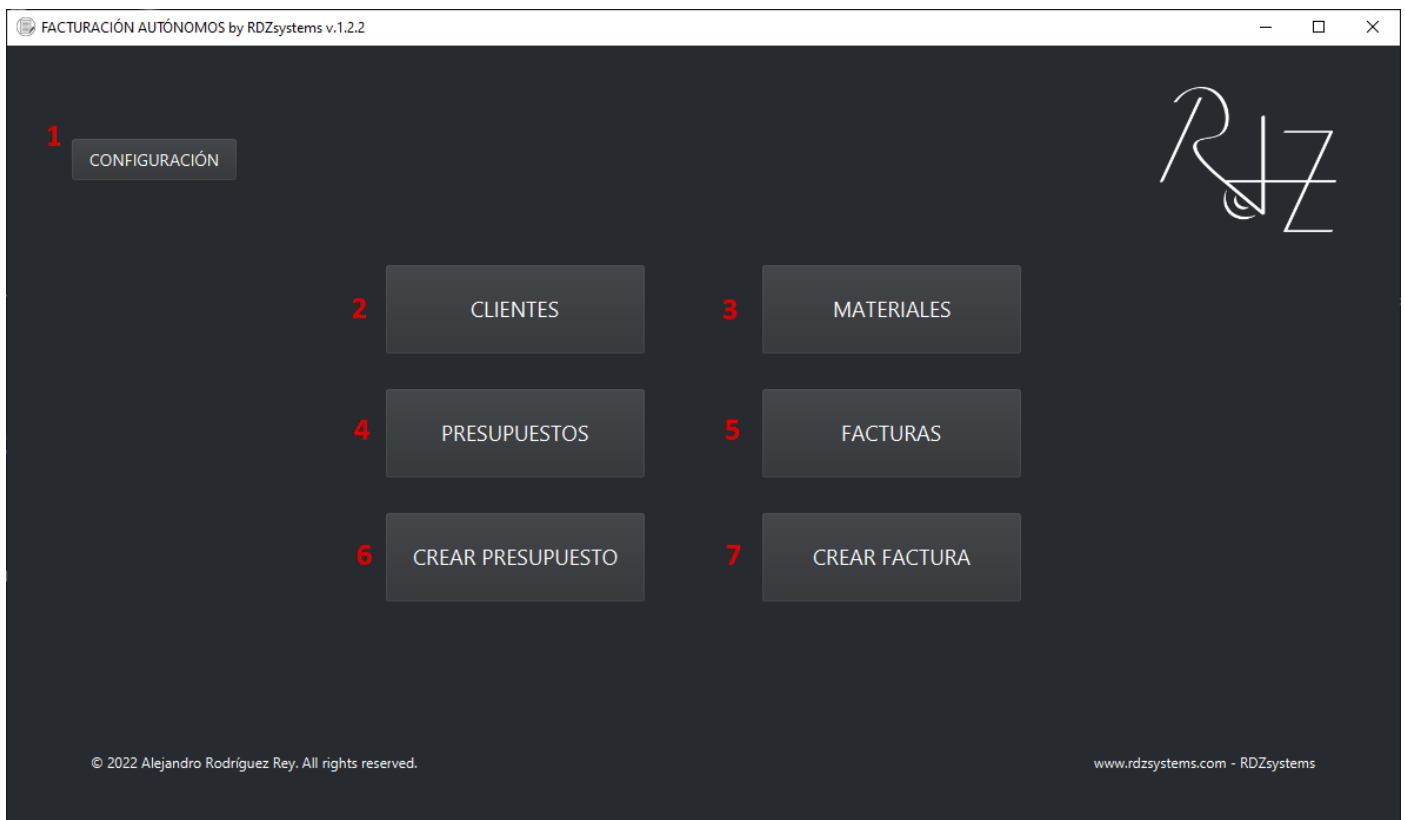 FACTURACIÓN AUTÓNOMOS by RDZsystems v.1.2.2
RDZ
1
CONFIGURACIÓN
2 CLIENTES 3 MATERIALES
4 PRESUPUESTOS 5 FACTURAS
6 CREAR PRESUPUESTO 7 CREAR FACTURA
© 2022 Alejandro Rodríguez Rey. All rights reserved. www.rdzsystems.com - RDZsystems